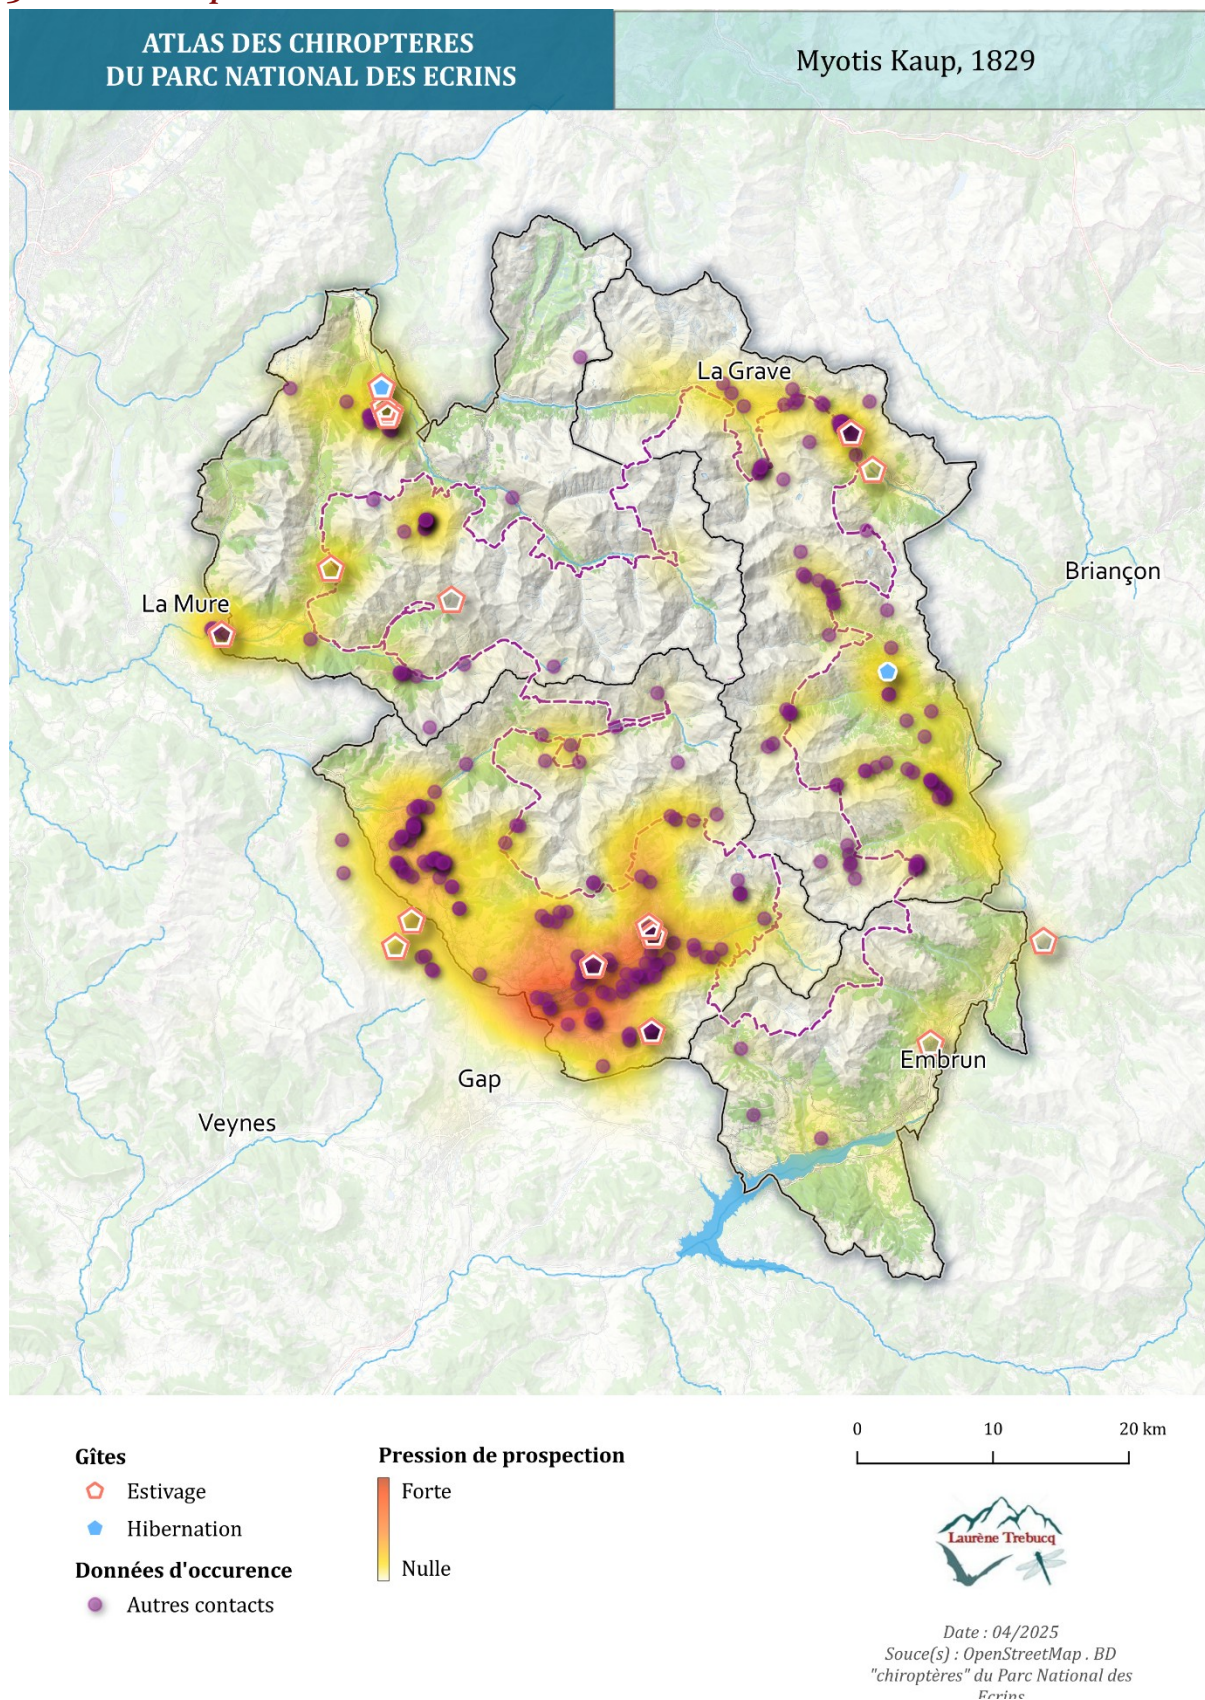 ATLAS DES CHIROPTERES
DU PARC NATIONAL DES ECRINS
Myotis Kaup, 1829
La Grave
Briançon
La Mure
Embrun
Gap
Veynes
Gîtes
Estivage
Hibernation
Données d'occurence
Autres contacts
Pression de prospection
Forte
Nulle
0 10 20 km
Laurène Trebucq
Date : 04/2025
Souce(s) : OpenStreetMap . BD
"chiroptères" du Parc National des
Ecrins